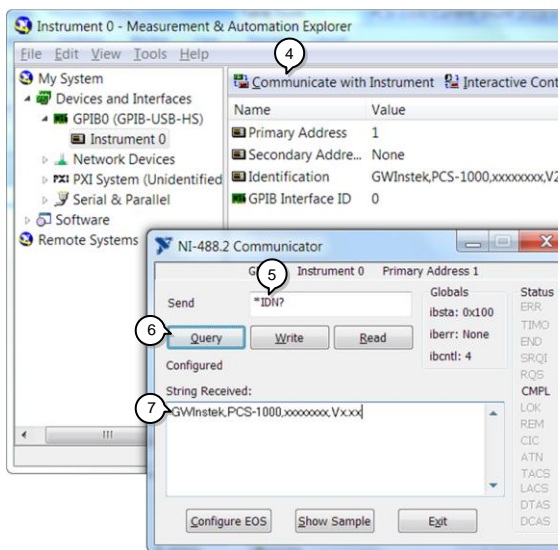 Instrument 0 - Measurement & Automation Explorer
File Edit View Tools Help
4
My System
Devices and Interfaces
GPIB0 (GPIB-USB-HS)
Instrument 0
Network Devices
PXI PXI System (Unidentified
Serial & Parallel
Software
Remote Systems
Communicate with Instrument Interactive Cont
Name Value
Primary Address 1
Secondary Addre... None
Identification GWInstek,PCS-1000,xxxxxxxx,V2
GPIB Interface ID 0
NI-488.2 Communicator
Instrument 0 Primary Address 1
5
Send *IDN?
6
Query Write Read
Configured
String Received:
7
GWInstek,PCS-1000,xxxxxxxx,Vx.xx
Configure EOS Show Sample Exit
Globals
ibsta: 0x100
iberr: None
ibcntl: 4
Status
ERR
TIMO
END
SRQI
RQS
CMPL
LOK
REM
CIC
ATN
TACS
LACS
DTAS
DCAS